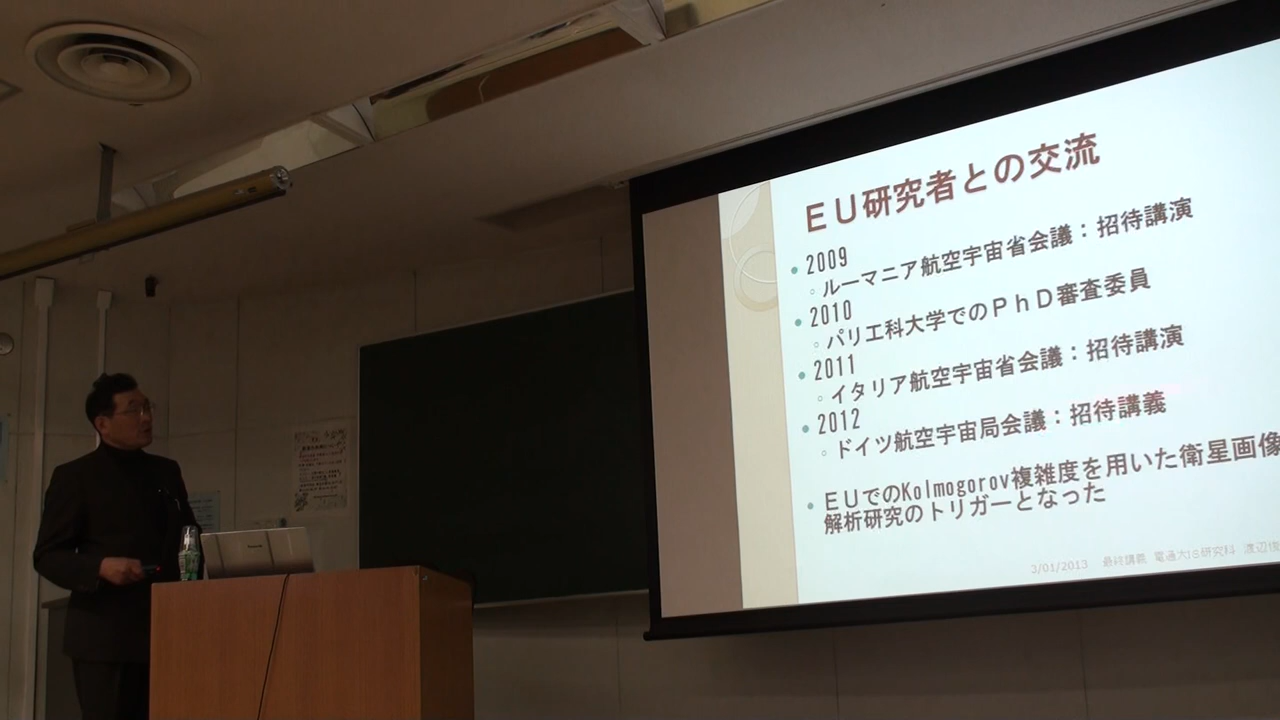 ＥＵ研究者との交流
• 2009
◦ ルーマニア航空宇宙省会議：招待講演
• 2010
◦ パリエ科大学でのＰｈＤ審査委員
• 2011
◦ イタリア航空宇宙省会議：招待講演
• 2012
◦ ドイツ航空宇宙局会議：招待講義
• ＥＵでのKolmogorov複雑度を用いた衛星画像
解析研究のトリガーとなった
3/01/2013 最終講義 電通大IS研究科 渡辺俊